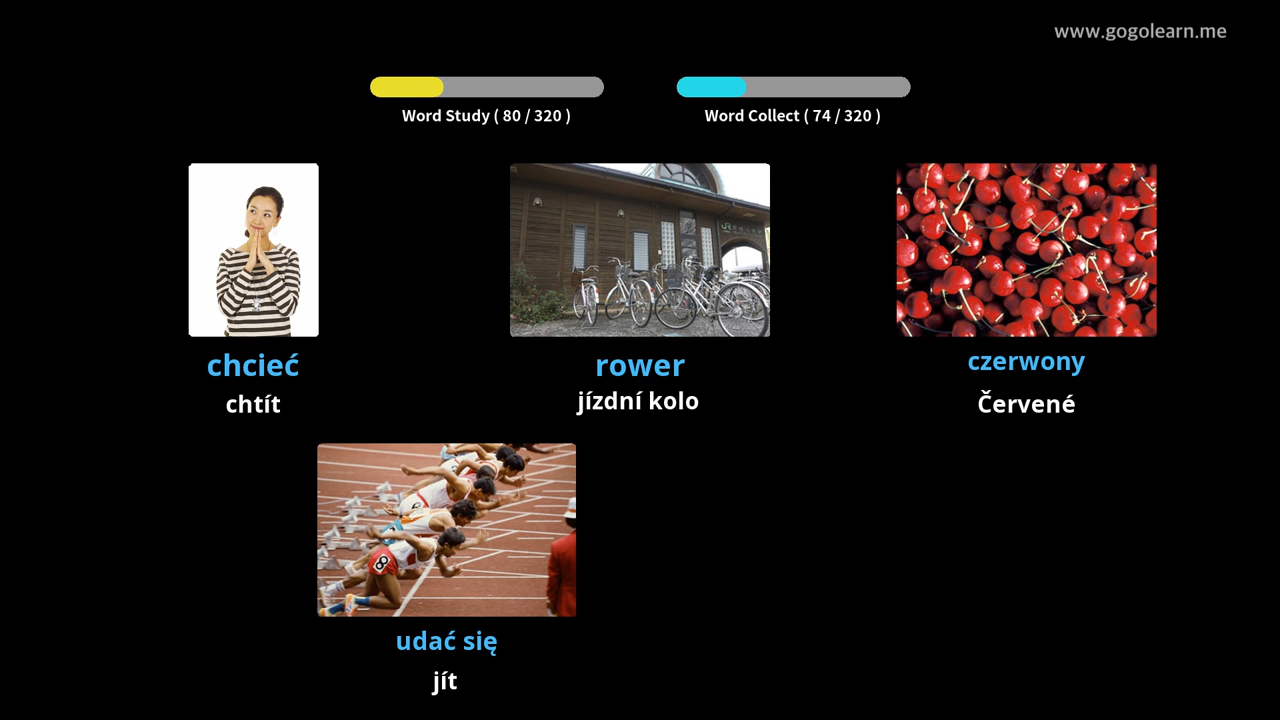 www.gogolearn.me
Word Study ( 80 / 320 )
Word Collect ( 74 / 320 )
chcieć
chtít
rower
jízdní kolo
czerwony
Červené
udać się
jít